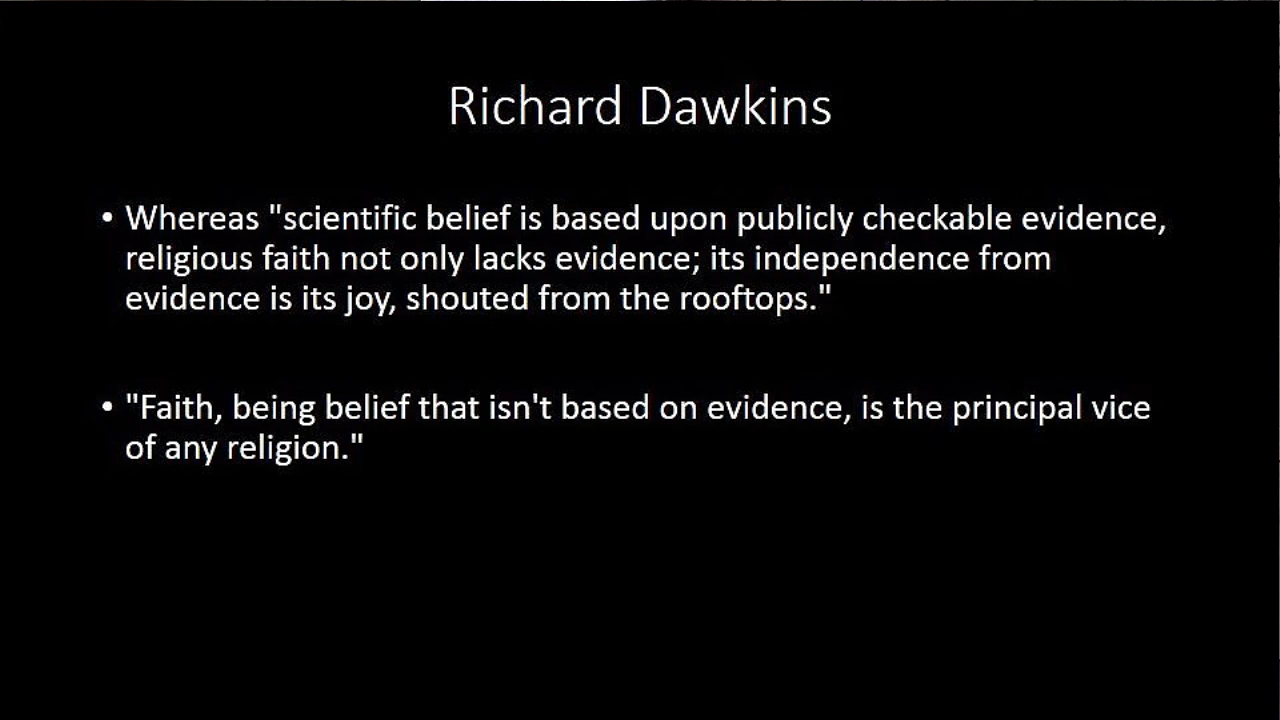 Richard Dawkins
• Whereas "scientific belief is based upon publicly checkable evidence,
religious faith not only lacks evidence; its independence from
evidence is its joy, shouted from the rooftops."
• "Faith, being belief that isn't based on evidence, is the principal vice
of any religion."